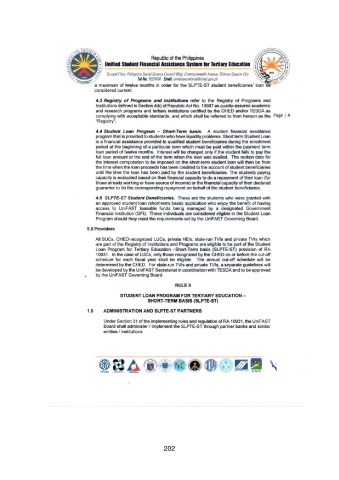 Republic of the Philippines
Unified Student Financial Assistance System for Tertiary Education
a maximum of twelve months in order for the SLPTE-ST student beneficiaries' loan be
considered current.
4.3 Registry of Programs and Institutions refer to the Registry of Programs and
Institutions defined in Section 4(k) of Republic Act No. 10687 as quality-assured academic
and research programs and tertiary institutions certified by the CHED and/or TESDA as
complying with acceptable standards, and which shall be referred to from hereon as the Page | 4
"Registry".
4.4 Student Loan Program – Short-Term basis. A student financial assistance
program that is provided to students who have liquidity problems. Short term Student Loan
is a financial assistance provided to qualified student beneficiaries during the enrollment
period at the beginning of a particular term which must be paid within the payment term
loan period of twelve months. Interest will be charged only if the student fails to pay the
full loan amount at the end of the term when the loan was availed. The reckon date for
the interest computation to be imposed on the short-term student loan will then be from
the time when the loan proceeds has been credited to the account of student beneficiaries
until the time the loan has been paid by the student beneficiaries. The students paying
capacity is evaluated based on their financial capacity to do a repayment of their loan (for
those already working or have source of income) or the financial capacity of their declared
guarantor to do the corresponding repayment on behalf of the student beneficiaries.
4.5 SLPTE-ST Student Beneficiaries. These are the students who were granted with
an approved student loan (short-term basis) application who enjoy the benefit of having
access to UniFAST loanable funds being managed by a designated Government
Financial Institution (GFI). These individuals are considered eligible in the Student Loan
Program should they meet the requirements set by the UniFAST Governing Board.
5.0 Providers
All SUCs, CHED-recognized LUCs, private HEIs, state-run TVIs and private TVIs which
are part of the Registry of Institutions and Programs are eligible to be part of the Student
Loan Program for Tertiary Education –Short-Term basis (SLPTE-ST) provision of RA
10931. In the case of LUCs, only those recognized by the CHED on or before the cut-off
schedule for each fiscal year shall be eligible. The annual cut-off schedule will be
determined by the CHED. For state-run TVIs and private TVIs, a separate guidelines will
be developed by the UniFAST Secretariat in coordination with TESDA and to be approved
by the UniFAST Governing Board.
RULE II
STUDENT LOAN PROGRAM FOR TERTIARY EDUCATION –
SHORT-TERM BASIS (SLPTE-ST)
1.0 ADMINISTRATION AND SLPTE-ST PARTNERS
Under Section 31 of the implementing rules and regulation of RA 10931, the UniFAST
Board shall administer / implement the SLPTE-ST through partner banks and similar
entities / institutions
202